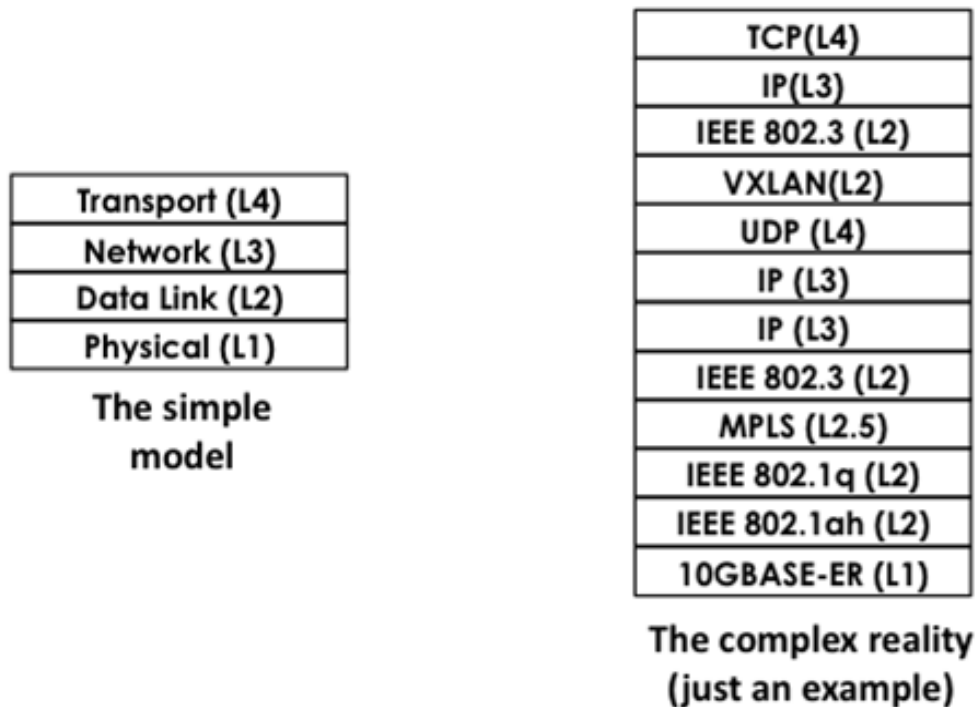 Transport (L4)
Network (L3)
Data Link (L2)
Physical (L1)
The simple
model
TCP(L4)
IP(L3)
IEEE 802.3 (L2)
VXLAN(L2)
UDP (L4)
IP (L3)
IP (L3)
IEEE 802.3 (L2)
MPLS (L2.5)
IEEE 802.1q (L2)
IEEE 802.1ah (L2)
10GBASE-ER (L1)
The complex reality
(just an example)